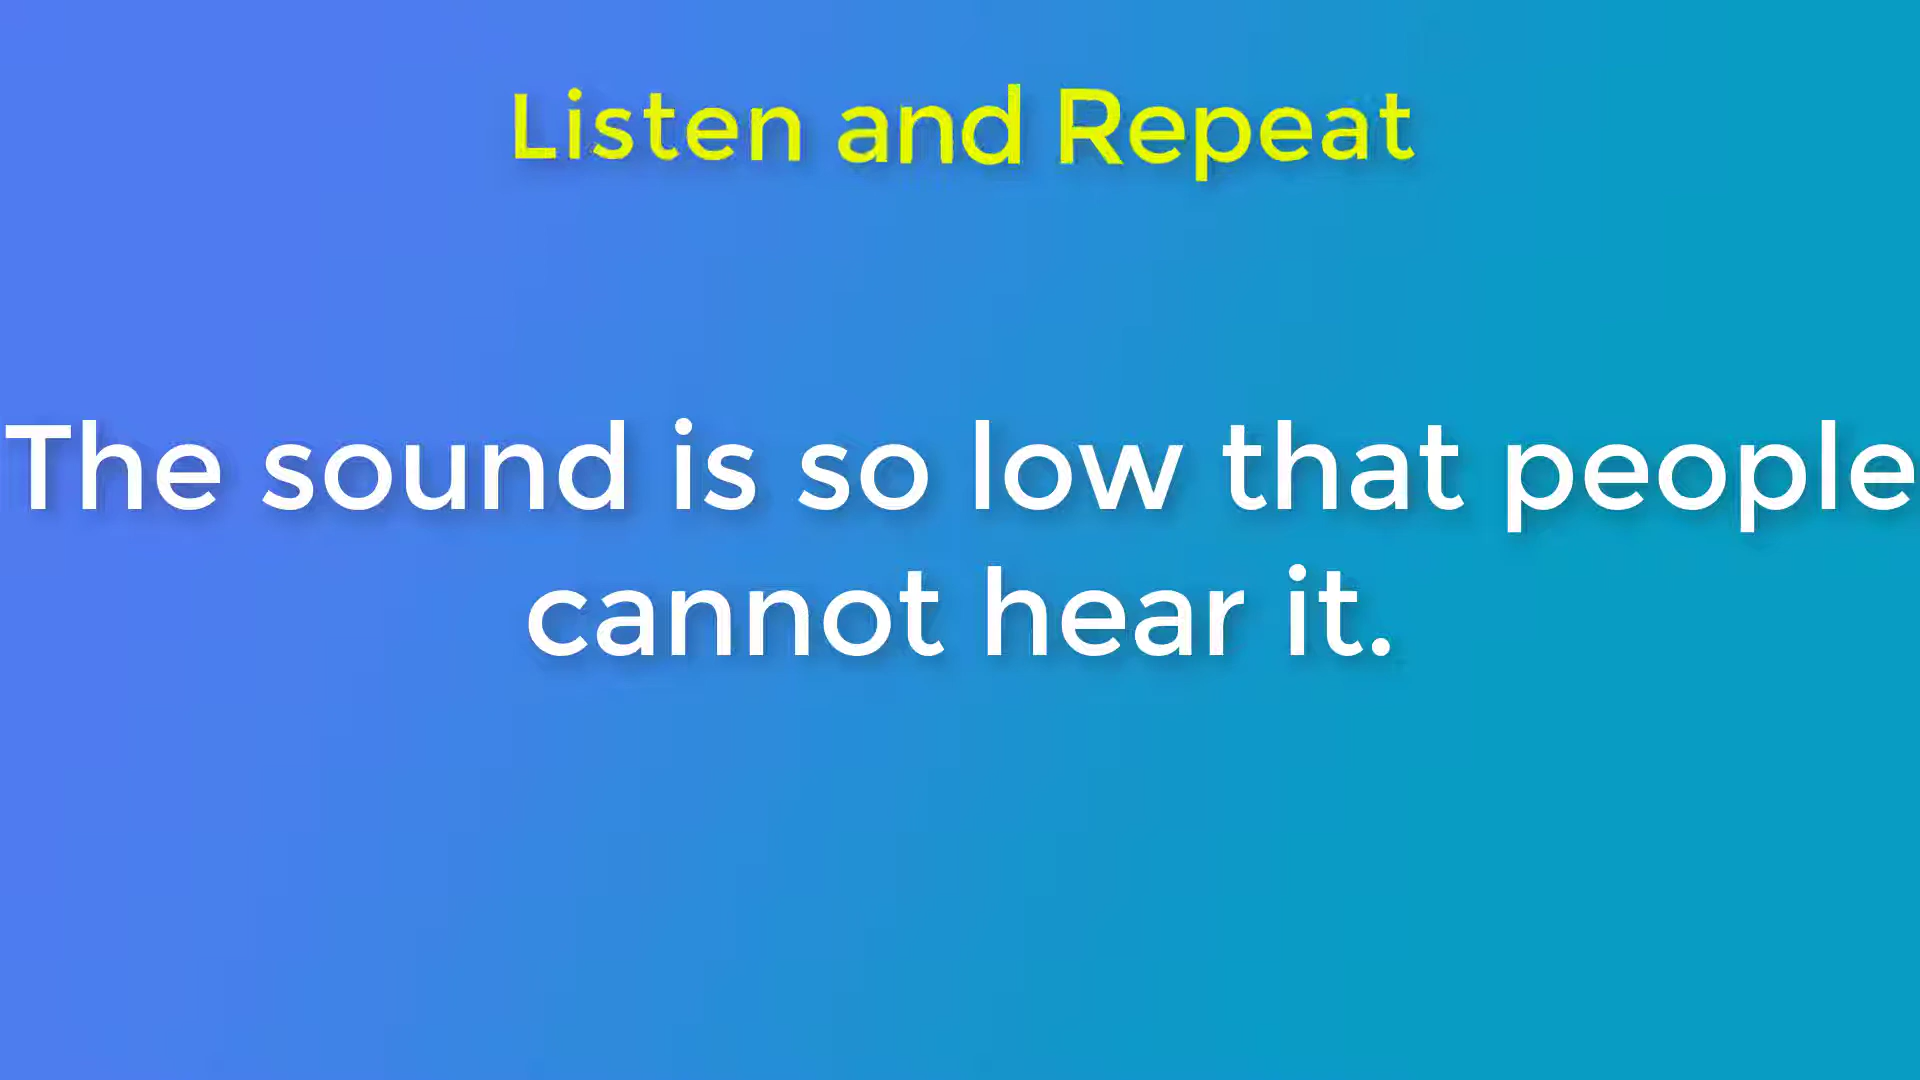 Listen and Repeat
The sound is so low that people
cannot hear it.